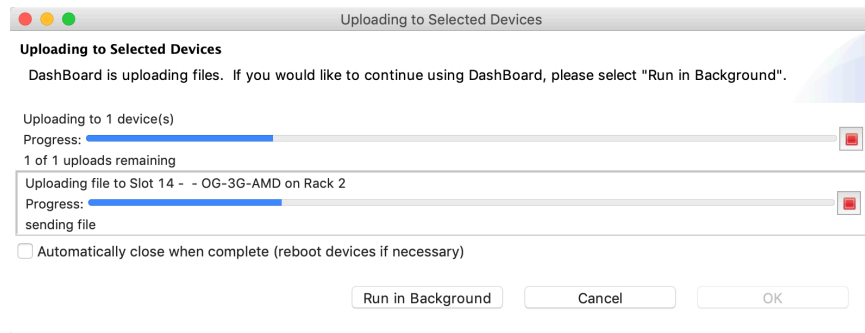 Uploading to Selected Devices
Uploading to Selected Devices
DashBoard is uploading files. If you would like to continue using DashBoard, please select "Run in Background".
Uploading to 1 device(s)
Progress:
1 of 1 uploads remaining
Uploading file to Slot 14 - - OG-3G-AMD on Rack 2
Progress:
sending file
Automatically close when complete (reboot devices if necessary)
Run in Background Cancel OK